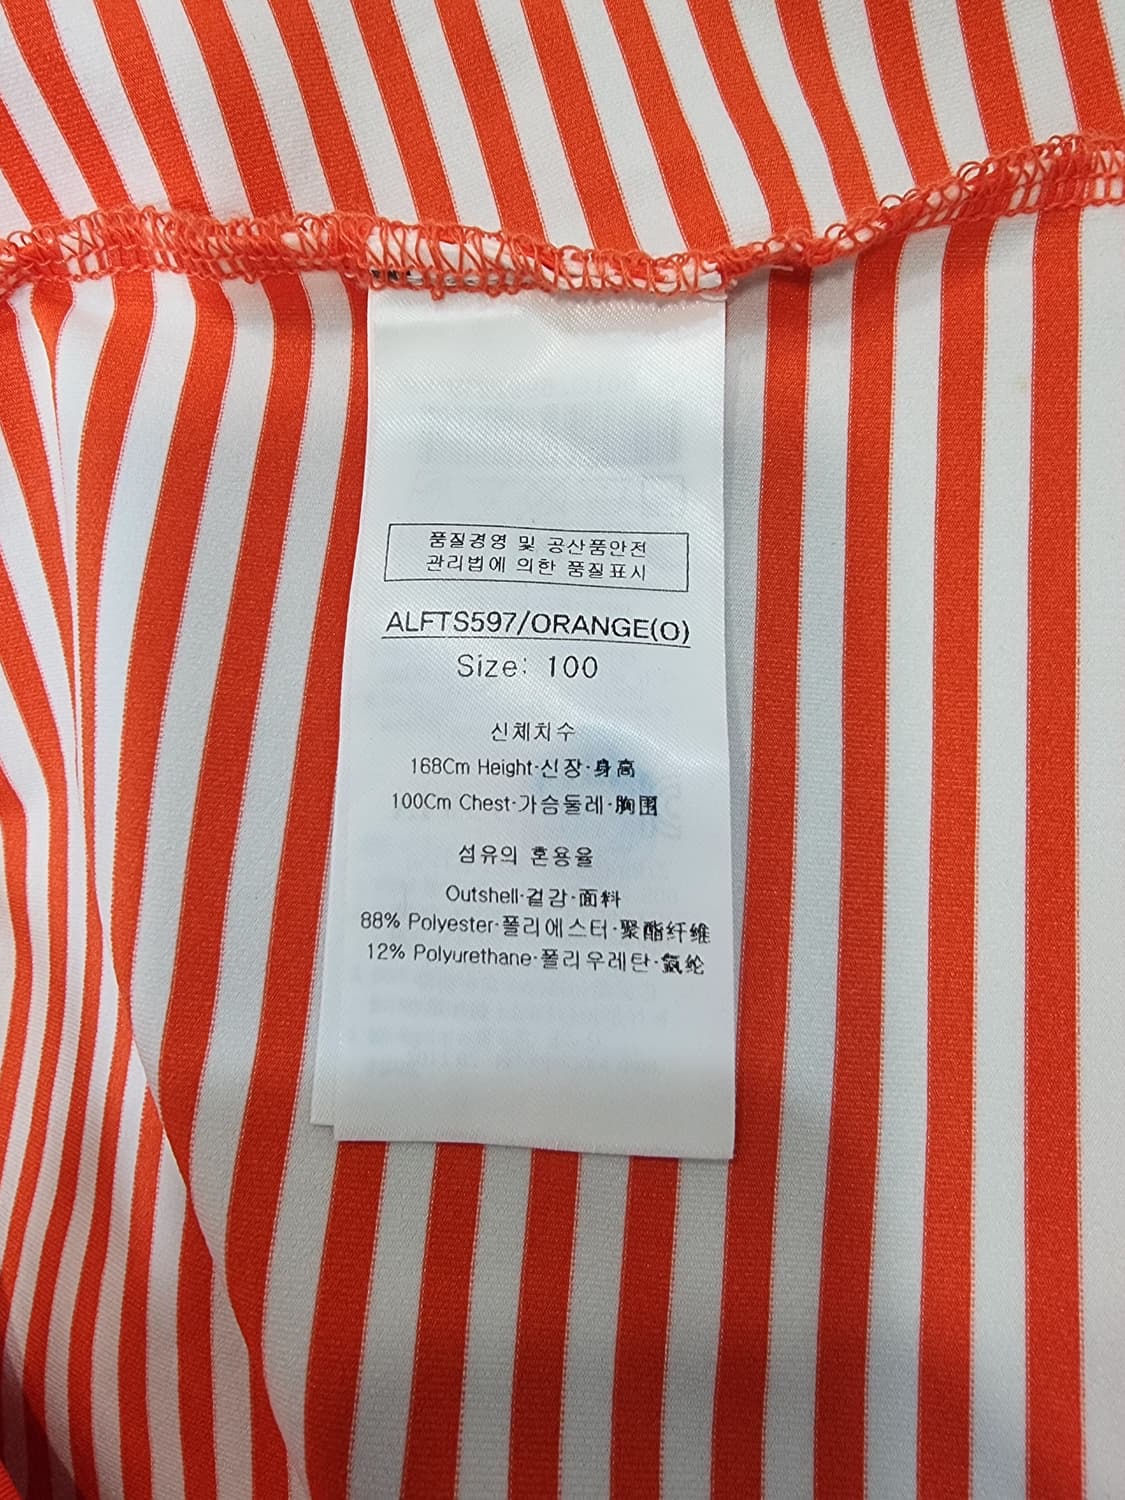 품질경영 및 공산품안전
관리법에 의한 품질표시
ALFTS597/ORANGE(O)
Size: 100
신체치수
168Cm Height·신장·身高
100Cm Chest·가슴둘레·胸围
섬유의 혼용율
Outshell·겉감·面料
88% Polyester·폴리에스터·聚酯纤维
12% Polyurethane·폴리우레탄·氨纶